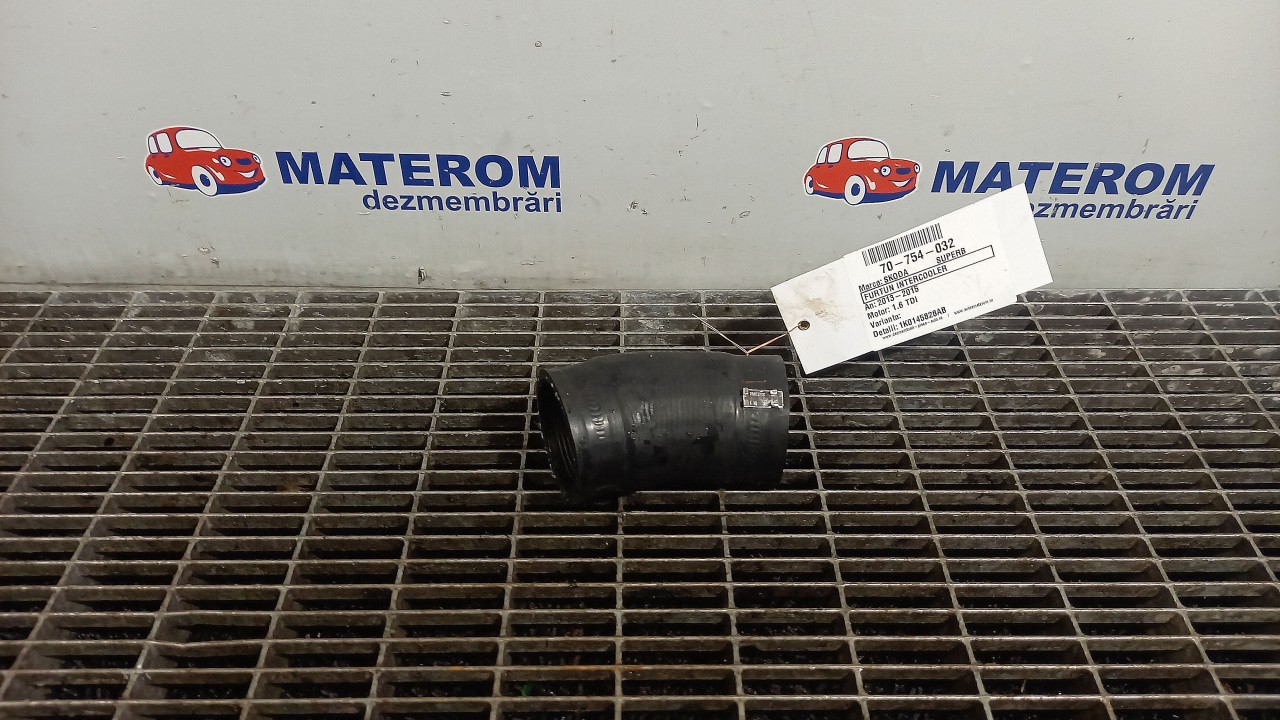 MATEROM
dezmembrări
MATEROM
ezmembrări
70-754-032
Marca: SKODA SUPERB
FURTUN INTERCOOLER
An: 2013-2015
Motor: 1.6 TDI
Varianta:
Detalii: 1K0145828AB